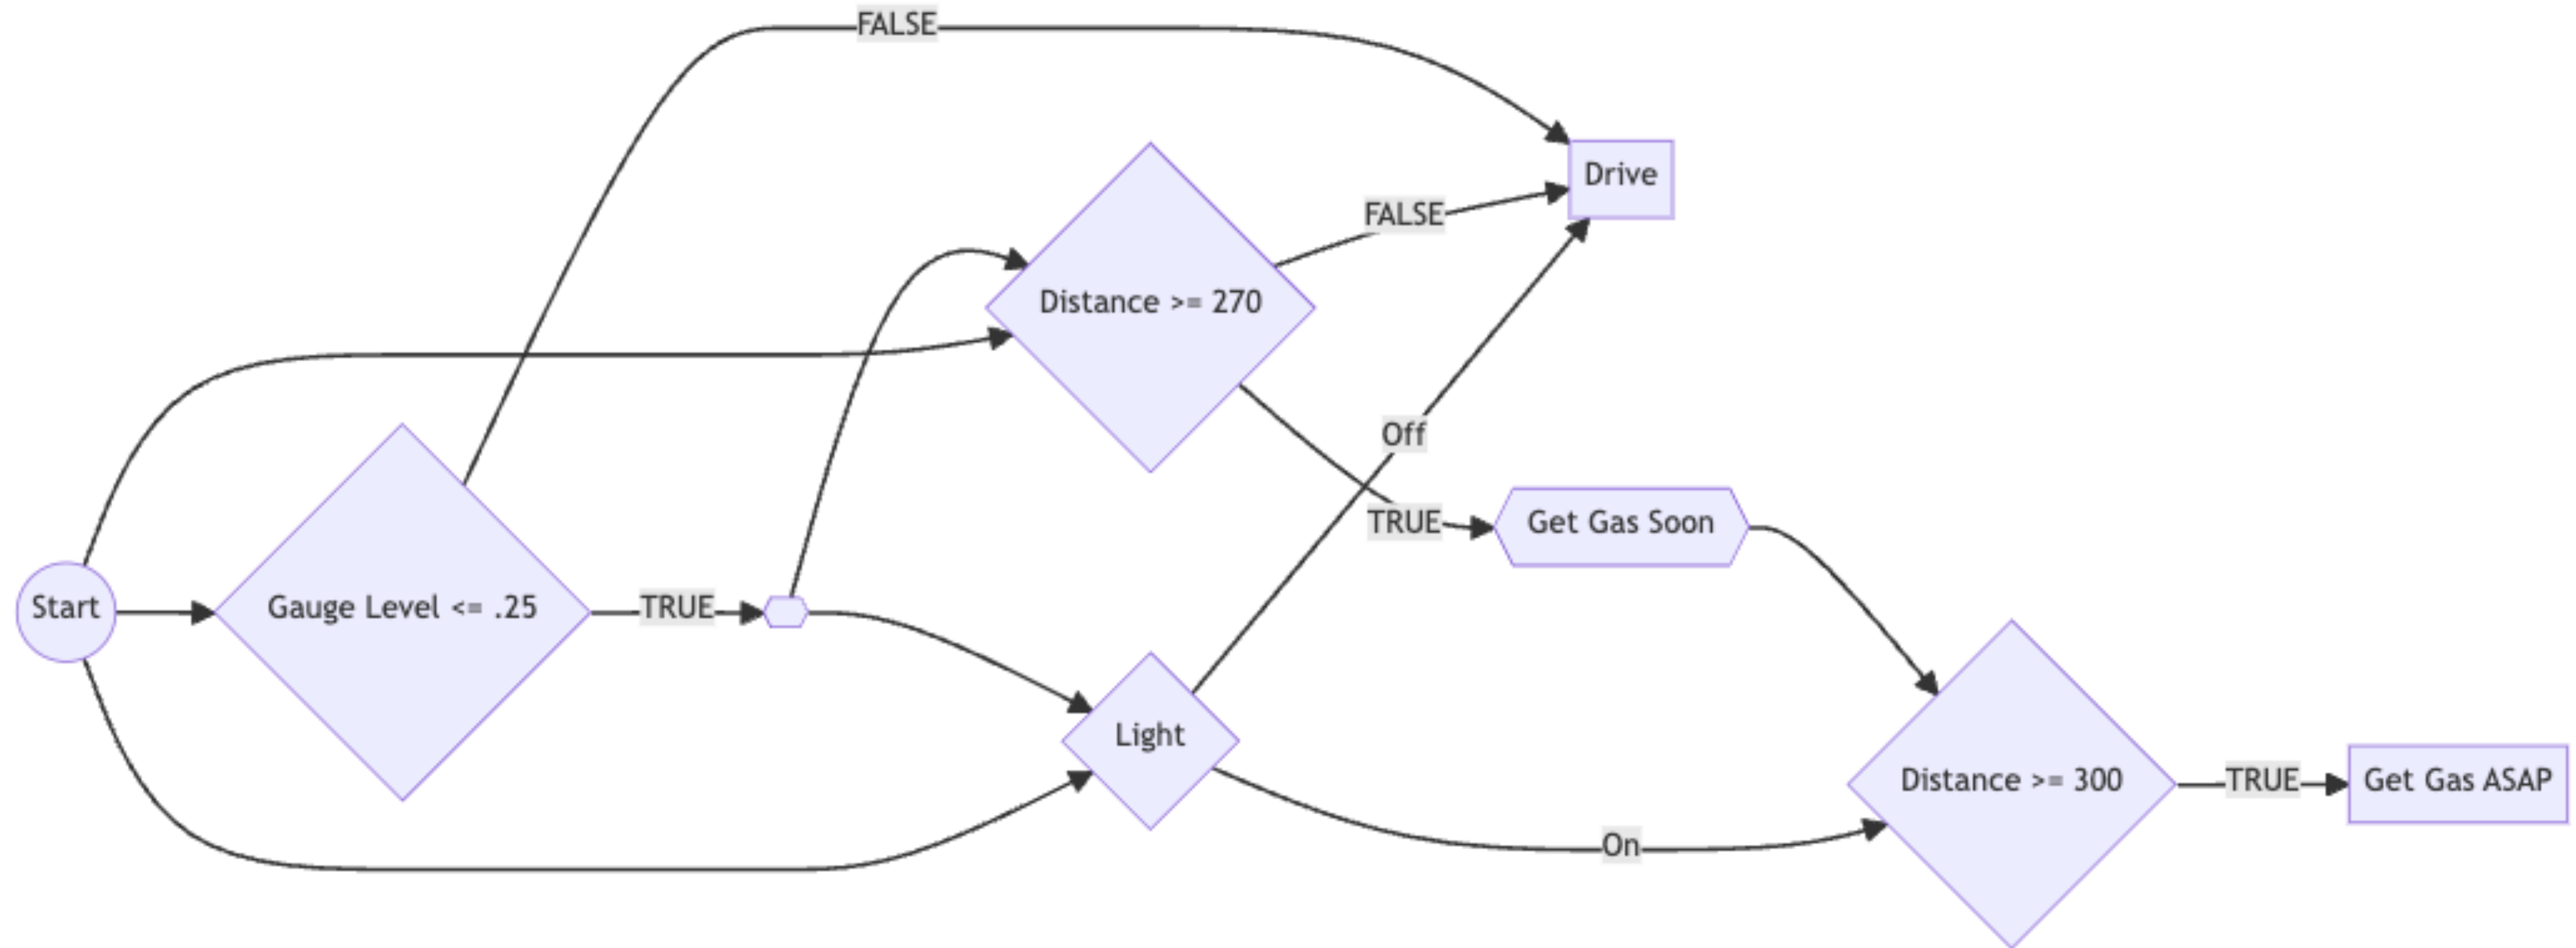 FALSE
Drive
FALSE
Distance >= 270
Off
TRUE
Get Gas Soon
Start
Gauge Level <= .25
TRUE
Light
Distance >= 300
TRUE
Get Gas ASAP
On